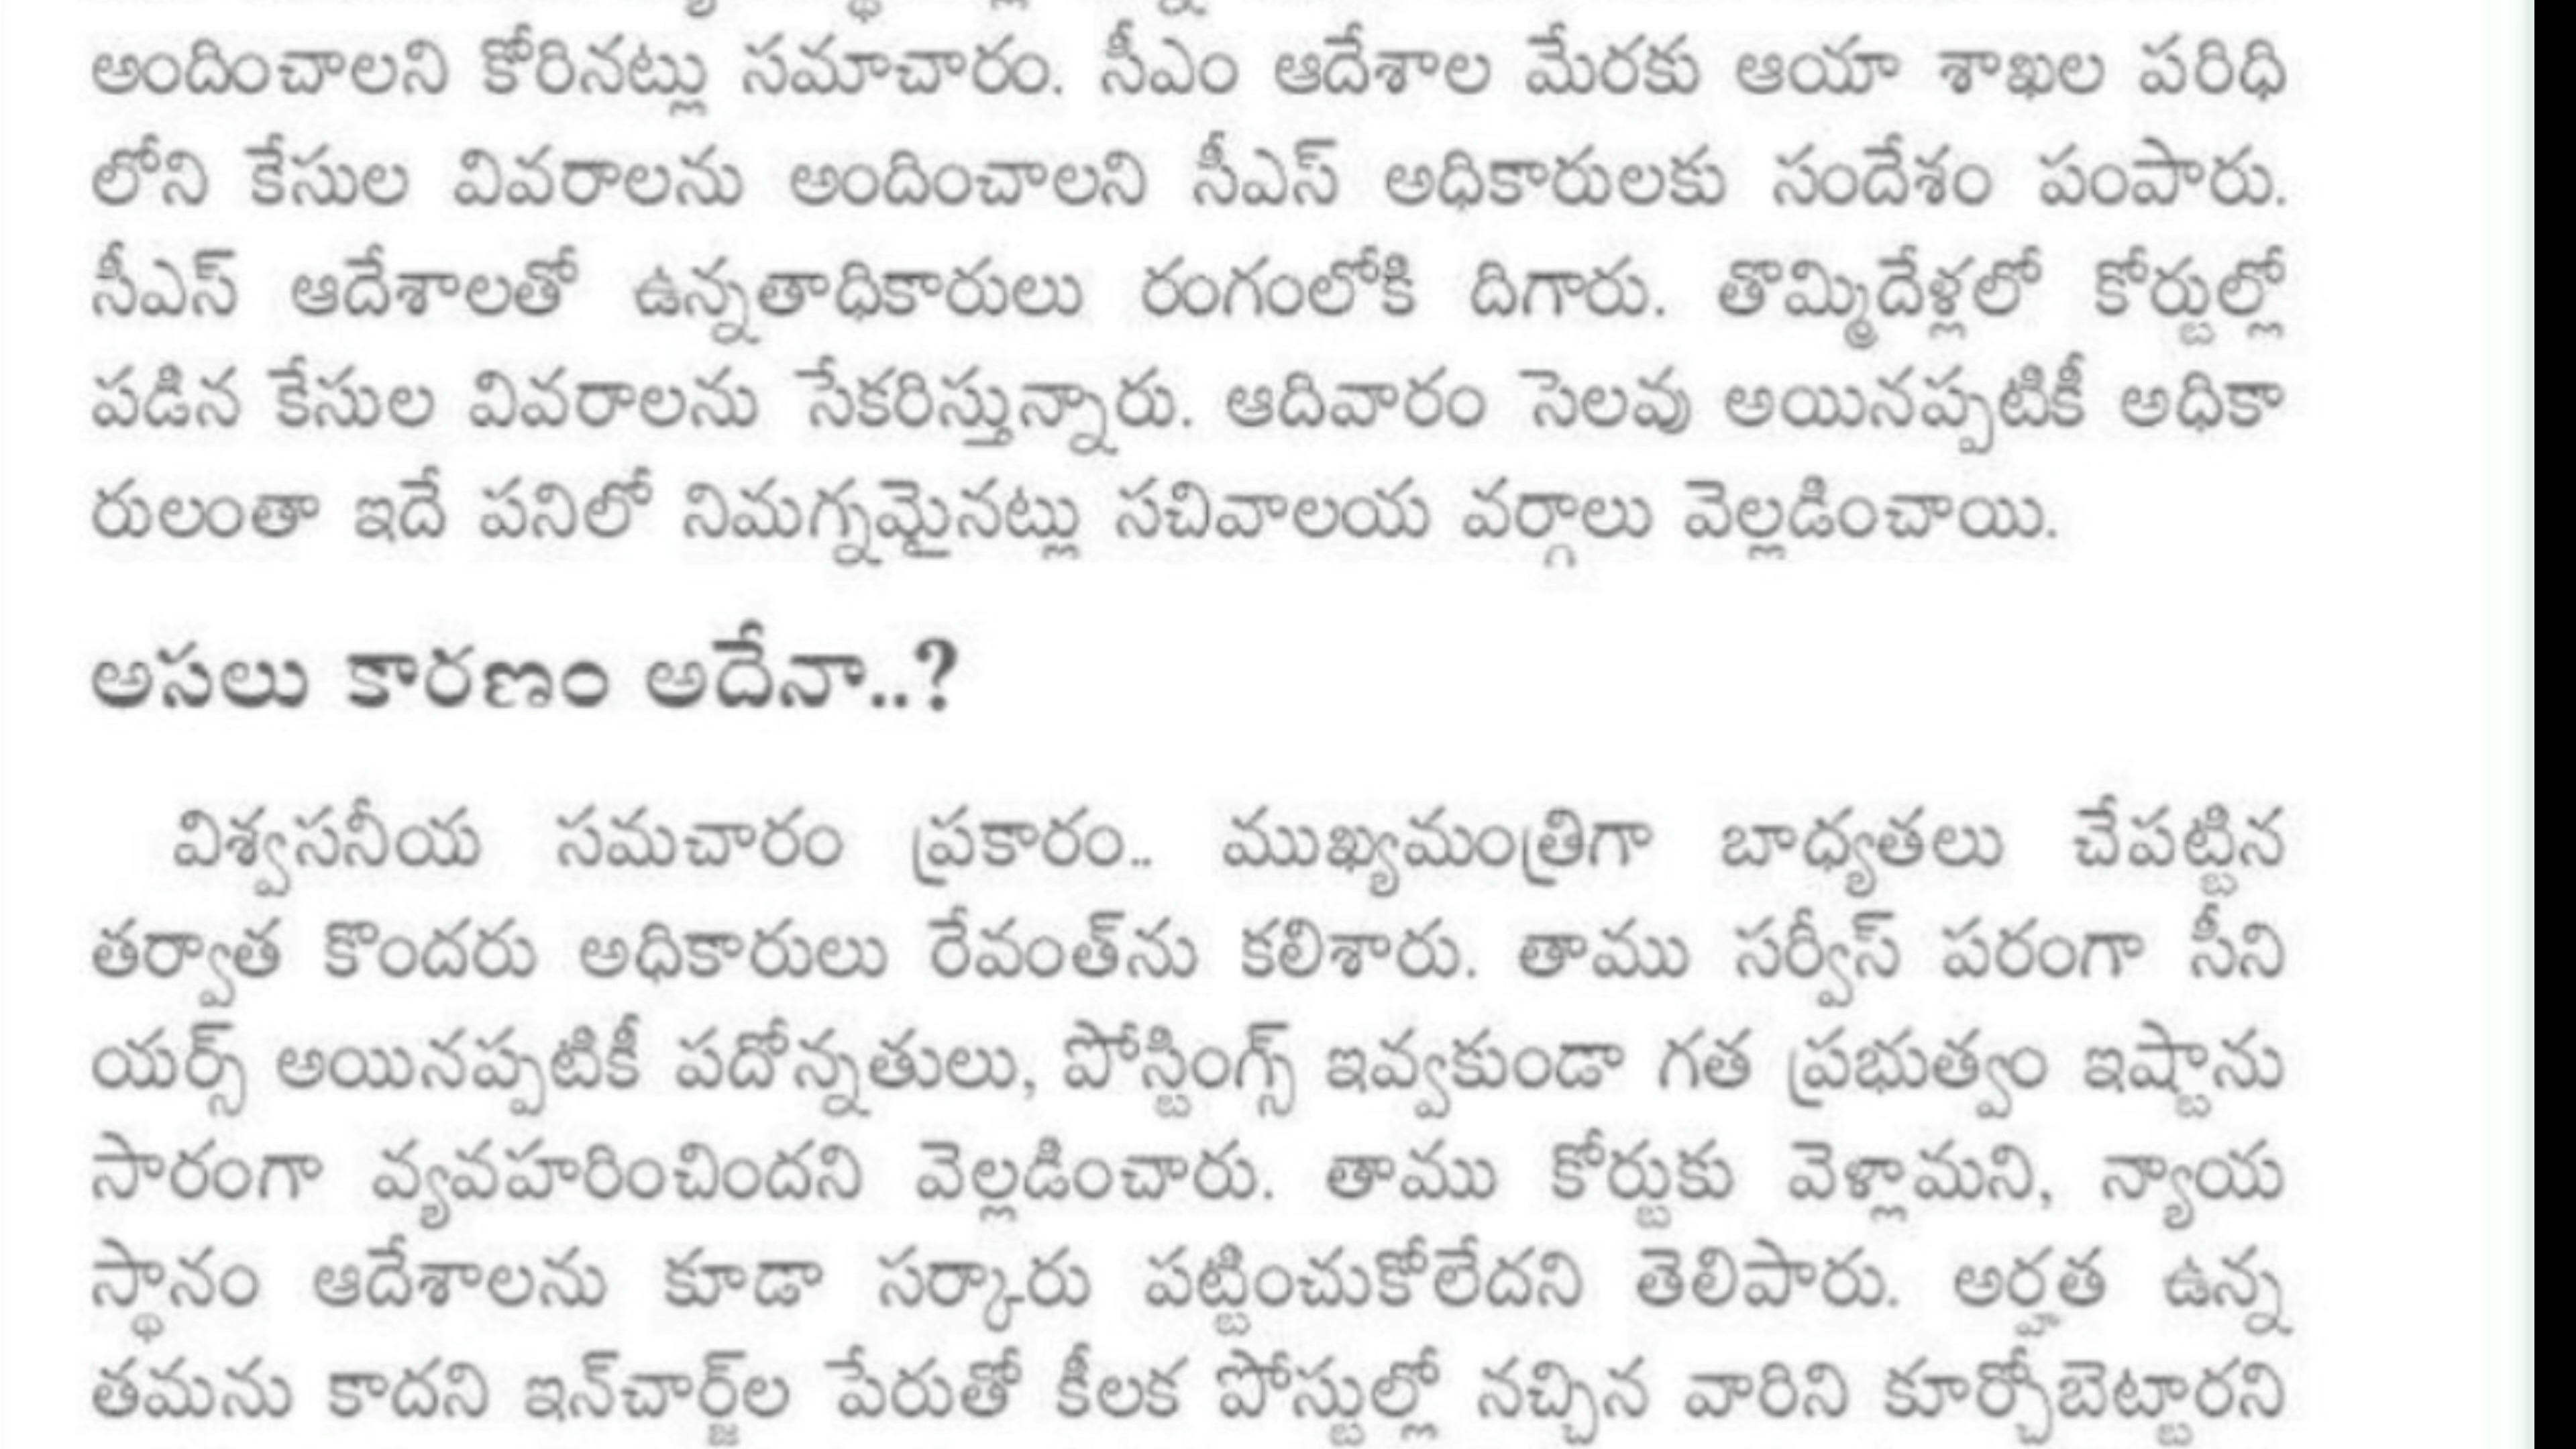 అందించాలని కోరినట్లు సమాచారం. సీఎం ఆదేశాల మేరకు ఆయా శాఖల పరిధి
లోని కేసుల వివరాలను అందించాలని సీఎస్ అధికారులకు సందేశం పంపారు.
సీఎస్ ఆదేశాలతో ఉన్నతాధికారులు రంగంలోకి దిగారు. తొమ్మిదేళ్లలో కోర్టుల్లో
పడిన కేసుల వివరాలను సేకరిస్తున్నారు. ఆదివారం సెలవు అయినప్పటికీ అధికా
రులంతా ఇదే పనిలో నిమగ్నమైనట్లు సచివాలయ వర్గాలు వెల్లడించాయి.
అసలు కారణం అదేనా..?
విశ్వసనీయ సమచారం ప్రకారం.. ముఖ్యమంత్రిగా బాధ్యతలు చేపట్టిన
తర్వాత కొందరు అధికారులు రేవంత్‌ను కలిశారు. తాము సర్వీస్ పరంగా సీని
యర్స్ అయినప్పటికీ పదోన్నతులు, పోస్టింగ్స్ ఇవ్వకుండా గత ప్రభుత్వం ఇష్టాను
సారంగా వ్యవహరించిందని వెల్లడించారు. తాము కోర్టుకు వెళ్లామని, న్యాయ
స్థానం ఆదేశాలను కూడా సర్కారు పట్టించుకోలేదని తెలిపారు. అర్హత ఉన్న
తమను కాదని ఇన్‌చార్జ్‌ల పేరుతో కీలక పోస్టుల్లో నచ్చిన వారిని కూర్చోబెట్టారని